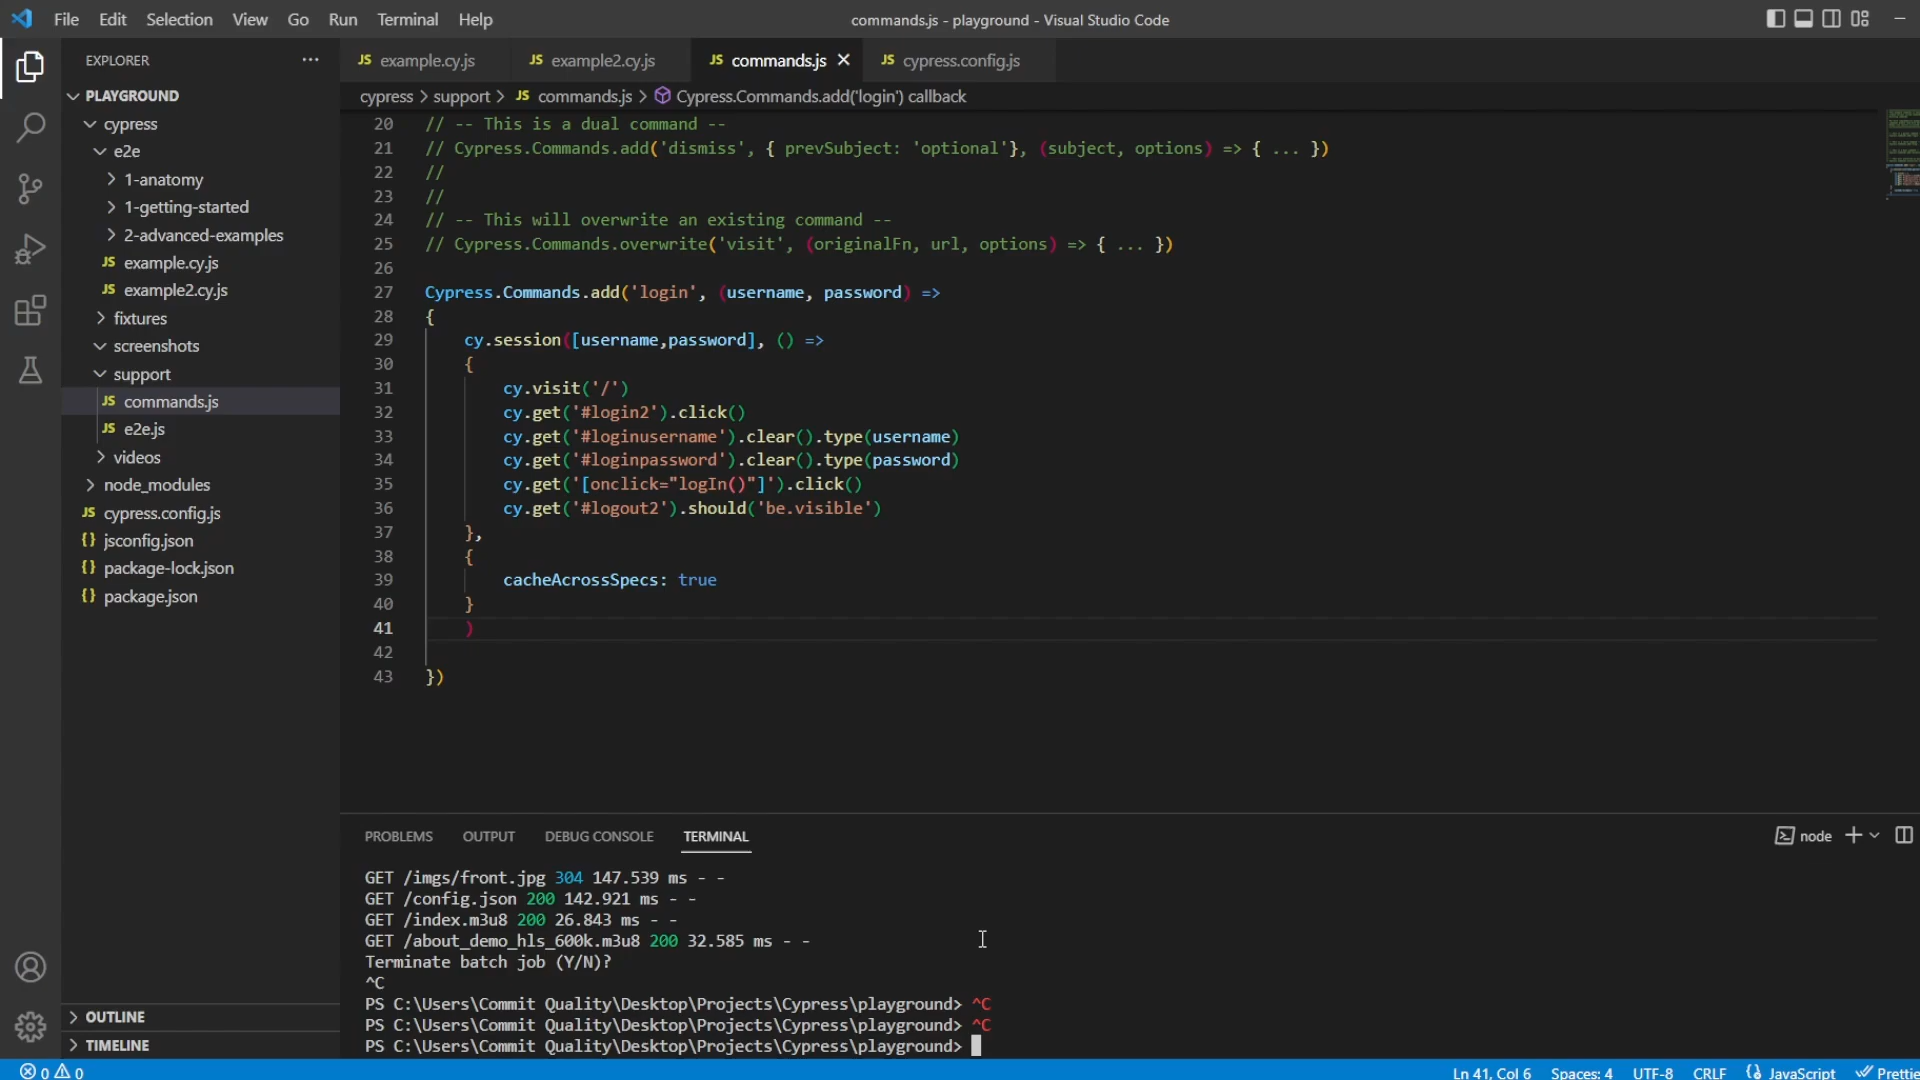 File Edit Selection View Go Run Terminal Help
commands.js - playground - Visual Studio Code
EXPLORER
PLAYGROUND
cypress
e2e
1-anatomy
1-getting-started
2-advanced-examples
JS example.cy.js
JS example2.cy.js
fixtures
screenshots
support
JS commands.js
JS e2e.js
videos
node_modules
JS cypress.config.js
{} jsconfig.json
{} package-lock.json
{} package.json
OUTLINE
TIMELINE
JS example.cy.js JS example2.cy.js JS commands.js JS cypress.config.js
cypress > support > JS commands.js > Cypress.Commands.add('login') callback
20 // -- This is a dual command --
21 // Cypress.Commands.add('dismiss', { prevSubject: 'optional'}, (subject, options) => { ... })
22 //
23 //
24 // -- This will overwrite an existing command --
25 // Cypress.Commands.overwrite('visit', (originalFn, url, options) => { ... })
26
27 Cypress.Commands.add('login', (username, password) =>
28 {
29 cy.session([username,password], () =>
30 {
31 cy.visit('/')
32 cy.get('#login2').click()
33 cy.get('#loginusername').clear().type(username)
34 cy.get('#loginpassword').clear().type(password)
35 cy.get('[onclick="logIn()"]').click()
36 cy.get('#logout2').should('be.visible')
37 },
38 {
39 cacheAcrossSpecs: true
40 }
41 )
42
43 })
PROBLEMS OUTPUT DEBUG CONSOLE TERMINAL
node
GET /imgs/front.jpg 304 147.539 ms - -
GET /config.json 200 142.921 ms - -
GET /index.m3u8 200 26.843 ms - -
GET /about_demo_hls_600k.m3u8 200 32.585 ms - -
Terminate batch job (Y/N)?
^C
PS C:\Users\Commit Quality\Desktop\Projects\Cypress\playground> ^C
PS C:\Users\Commit Quality\Desktop\Projects\Cypress\playground> ^C
PS C:\Users\Commit Quality\Desktop\Projects\Cypress\playground>
0 0
Ln 41, Col 6 Spaces: 4 UTF-8 CRLF {} JavaScript Prettie